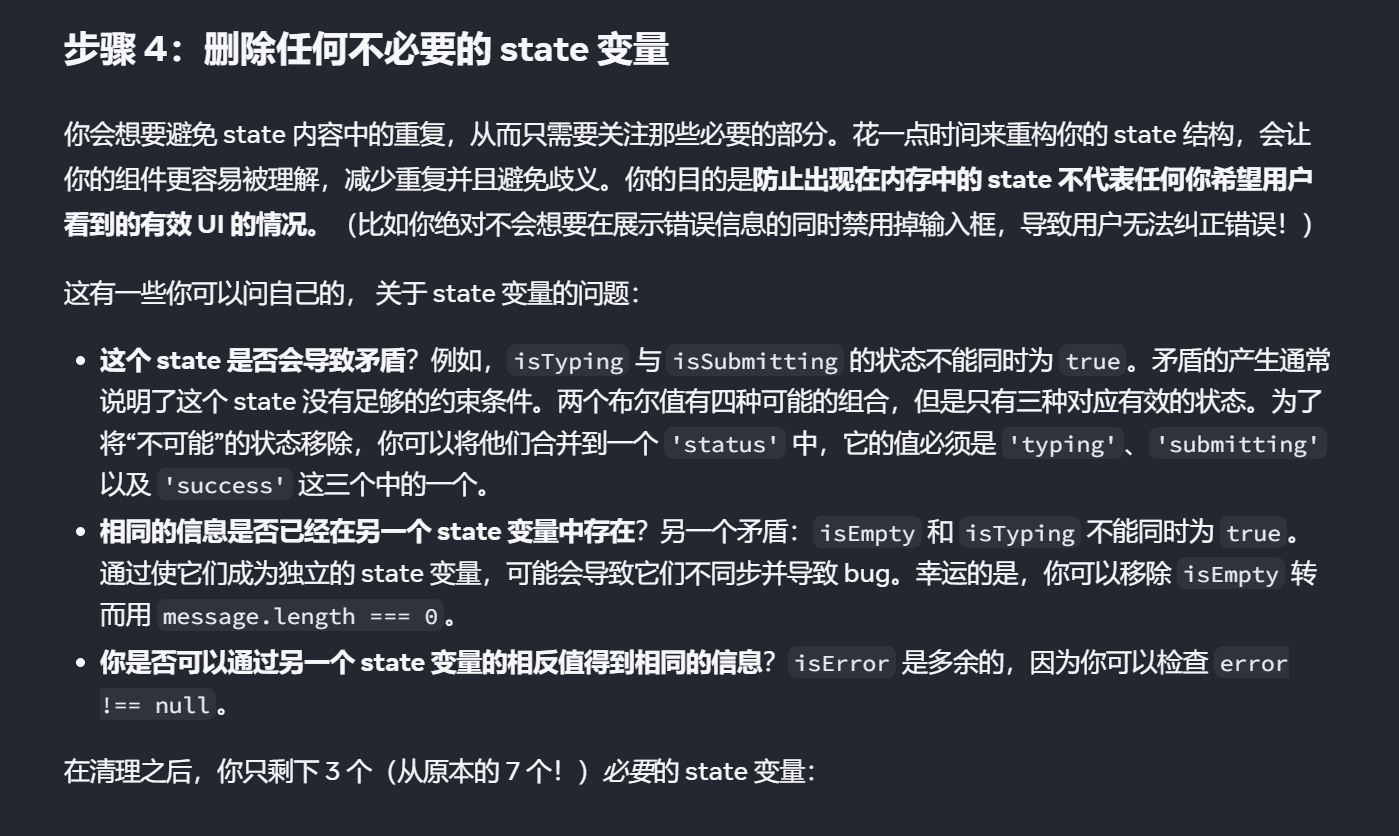 步骤 4：删除任何不必要的 state 变量
你会想要避免 state 内容中的重复，从而只需要关注那些必要的部分。花一点时间来重构你的 state 结构，会让
你的组件更容易被理解，减少重复并且避免歧义。你的目的是防止出现在内存中的 state 不代表任何你希望用户
看到的有效 UI 的情况。（比如你绝对不会想要在展示错误信息的同时禁用掉输入框，导致用户无法纠正错误！）
这有一些你可以问自己的， 关于 state 变量的问题：
• 这个 state 是否会导致矛盾？例如，isTyping 与 isSubmitting 的状态不能同时为 true。矛盾的产生通常
说明了这个 state 没有足够的约束条件。两个布尔值有四种可能的组合，但是只有三种对应有效的状态。为了
将“不可能”的状态移除，你可以将他们合并到一个 'status' 中，它的值必须是 'typing'、'submitting'
以及 'success' 这三个中的一个。
• 相同的信息是否已经在另一个 state 变量中存在？另一个矛盾：isEmpty 和 isTyping 不能同时为 true。
通过使它们成为独立的 state 变量，可能会导致它们不同步并导致 bug。幸运的是，你可以移除 isEmpty 转
而用 message.length === 0。
• 你是否可以通过另一个 state 变量的相反值得到相同的信息？isError 是多余的，因为你可以检查 error
!== null。
在清理之后，你只剩下 3 个（从原本的 7 个！）必要的 state 变量：